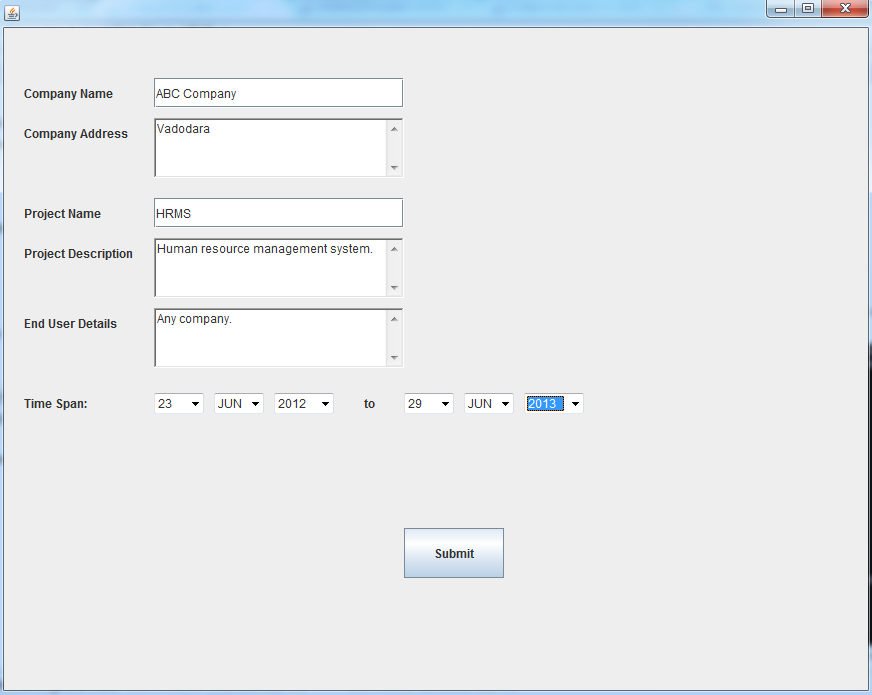 Company Name ABC Company
Company Address Vadodara
Project Name HRMS
Project Description Human resource management system.
End User Details Any company.
Time Span: 23 JUN 2012 to 29 JUN 2013
Submit